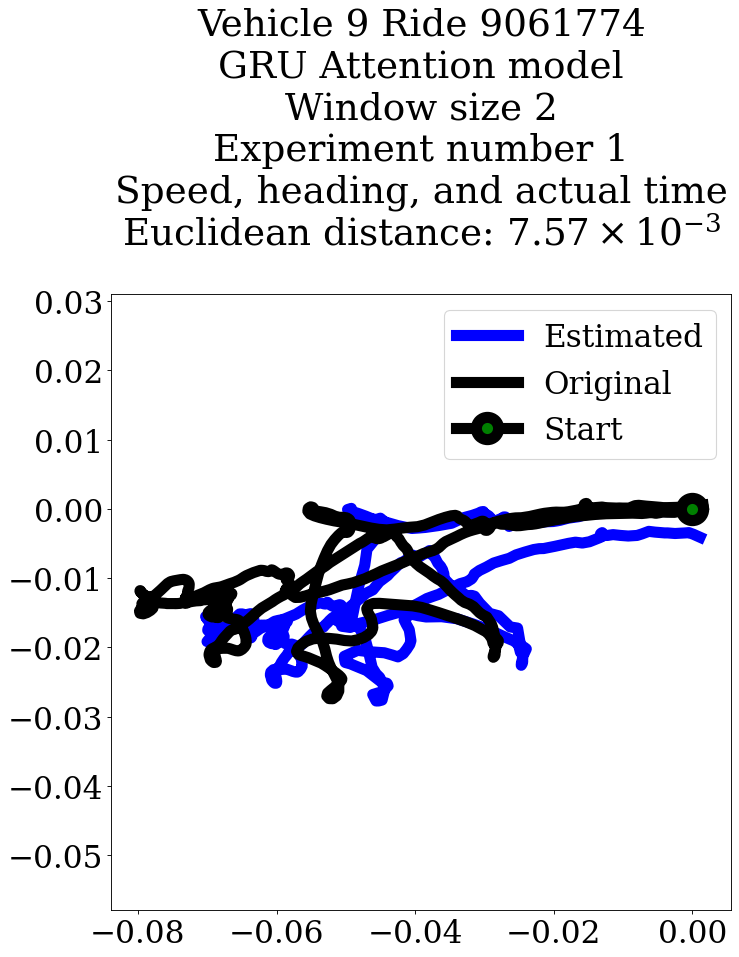 Vehicle 9 Ride 9061774
GRU Attention model
Window size 2
Experiment number 1
Speed, heading, and actual time
Euclidean distance: 7.57 × 10⁻³
Estimated
Original
Start
0.03
0.02
0.01
0.00
−0.01
−0.02
−0.03
−0.04
−0.05
−0.08 −0.06 −0.04 −0.02 0.00